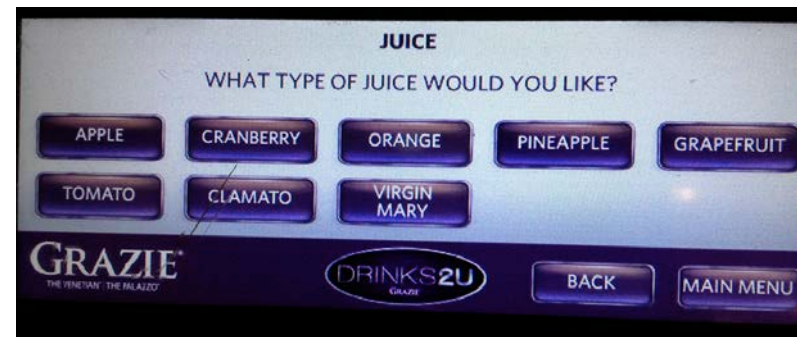 JUICE
WHAT TYPE OF JUICE WOULD YOU LIKE?
APPLE CRANBERRY ORANGE PINEAPPLE GRAPEFRUIT
TOMATO CLAMATO VIRGIN MARY
GRAZIE
THE VENETIAN | THE PALAZZO
DRINKS2U
GRAZIE
BACK MAIN MENU